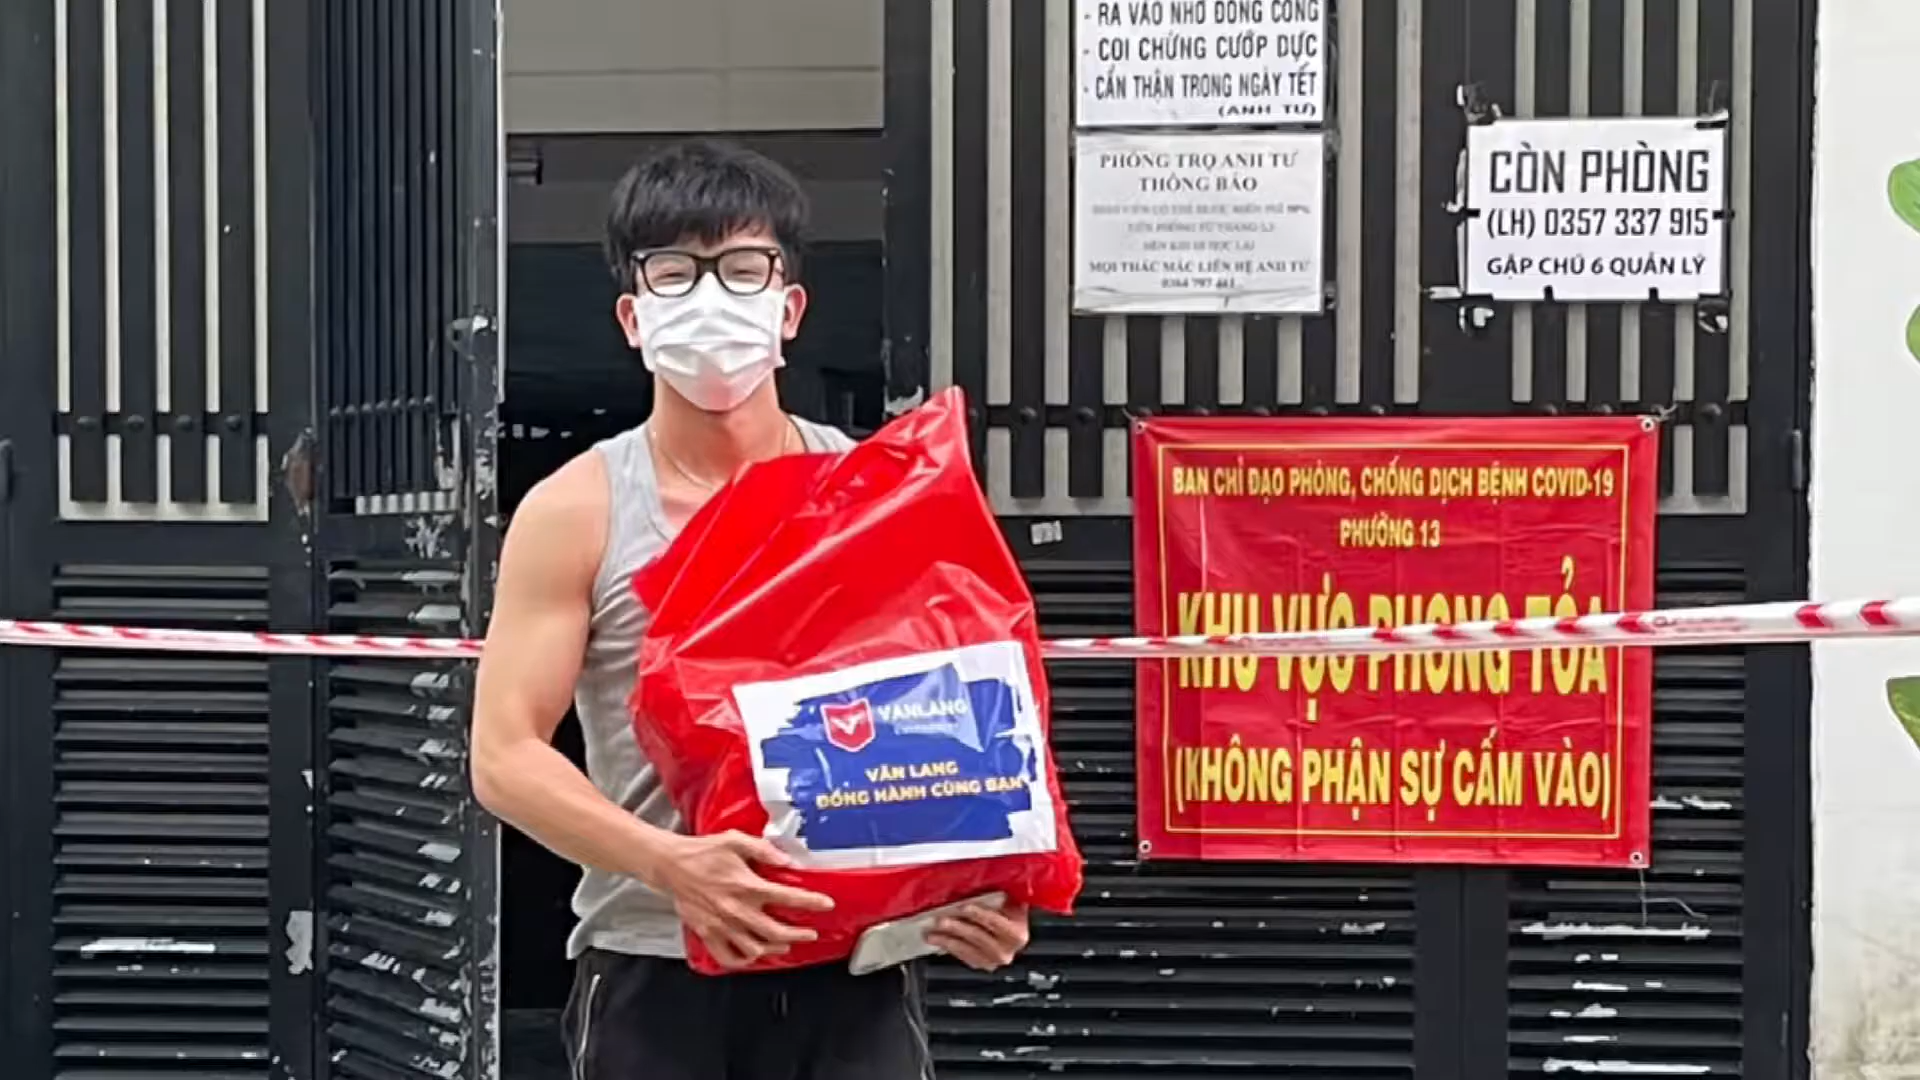 - RA VÀO NHỚ ĐÓNG CỔNG
- COI CHỪNG CƯỚP DỰC
- CẨN THẬN TRONG NGÀY TẾT
(ANH TƯ)
PHÒNG TRỌ ANH TƯ
THÔNG BÁO
MỌI THẮC MẮC LIÊN HỆ ANH TƯ
CÒN PHÒNG
(LH) 0357 337 915
GẶP CHÚ 6 QUẢN LÝ
BAN CHỈ ĐẠO PHÒNG, CHỐNG DỊCH BỆNH COVID-19
PHƯỜNG 13
KHU VỰC PHONG TỎA
(KHÔNG PHẬN SỰ CẤM VÀO)
VANLANG
VĂN LANG
ĐỒNG HÀNH CÙNG BẠN